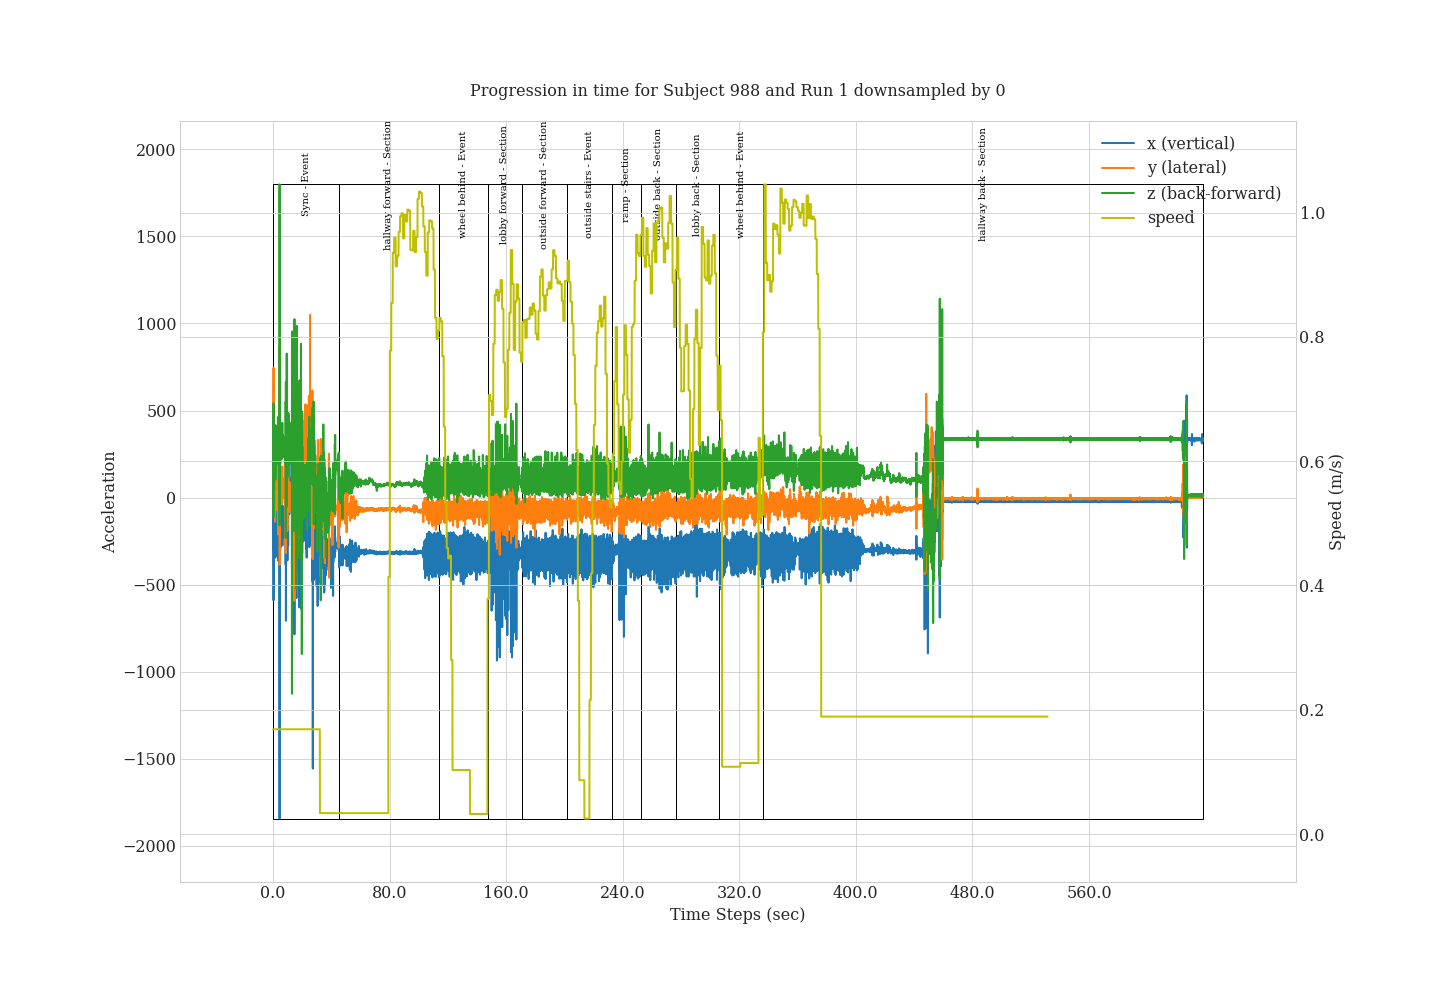 Progression in time for Subject 988 and Run 1 downsampled by 0
2000
1500
1000
500
0
−500
−1000
−1500
−2000
Acceleration
Sync - Event
hallway forward - Section
wheel behind - Event
lobby forward - Section
outside forward - Section
outside stairs - Event
ramp - Section
outside back - Section
lobby back - Section
wheel behind - Event
hallway back - Section
x (vertical)
y (lateral)
z (back-forward)
speed
1.0
0.8
0.6
0.4
0.2
0.0
Speed (m/s)
0.0 80.0 160.0 240.0 320.0 400.0 480.0 560.0
Time Steps (sec)